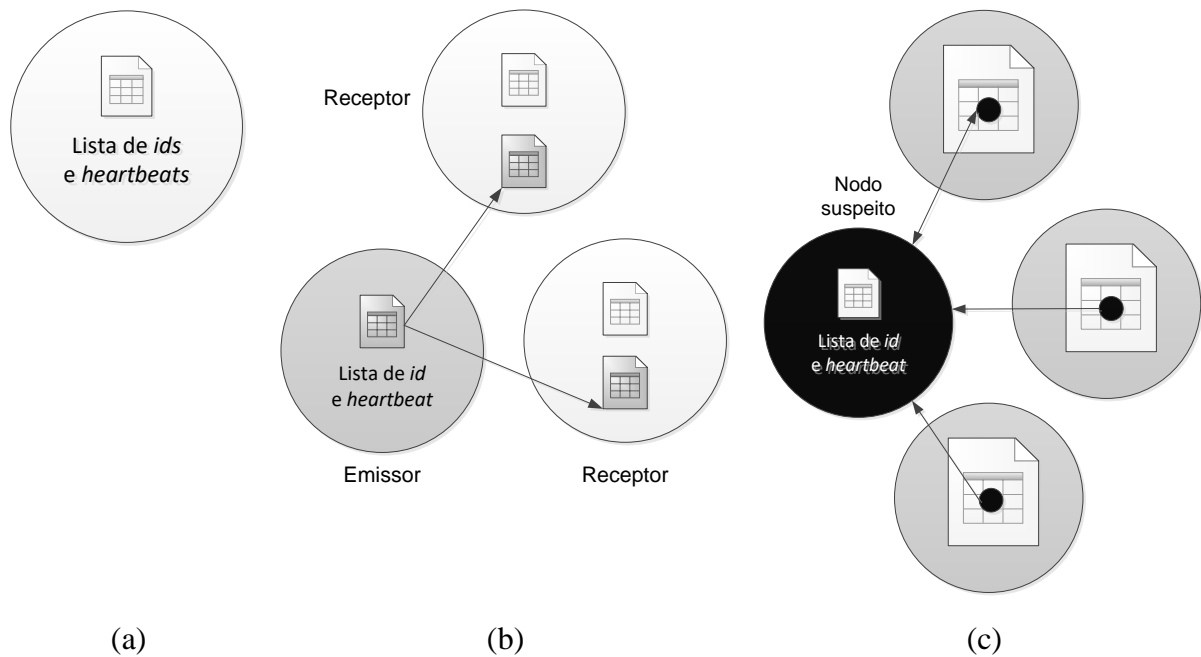 Lista de ids
e heartbeats
(a)
Receptor
Lista de id
e heartbeat
Emissor
Receptor
(b)
Nodo
suspeito
Lista de id
e heartbeat
(c)